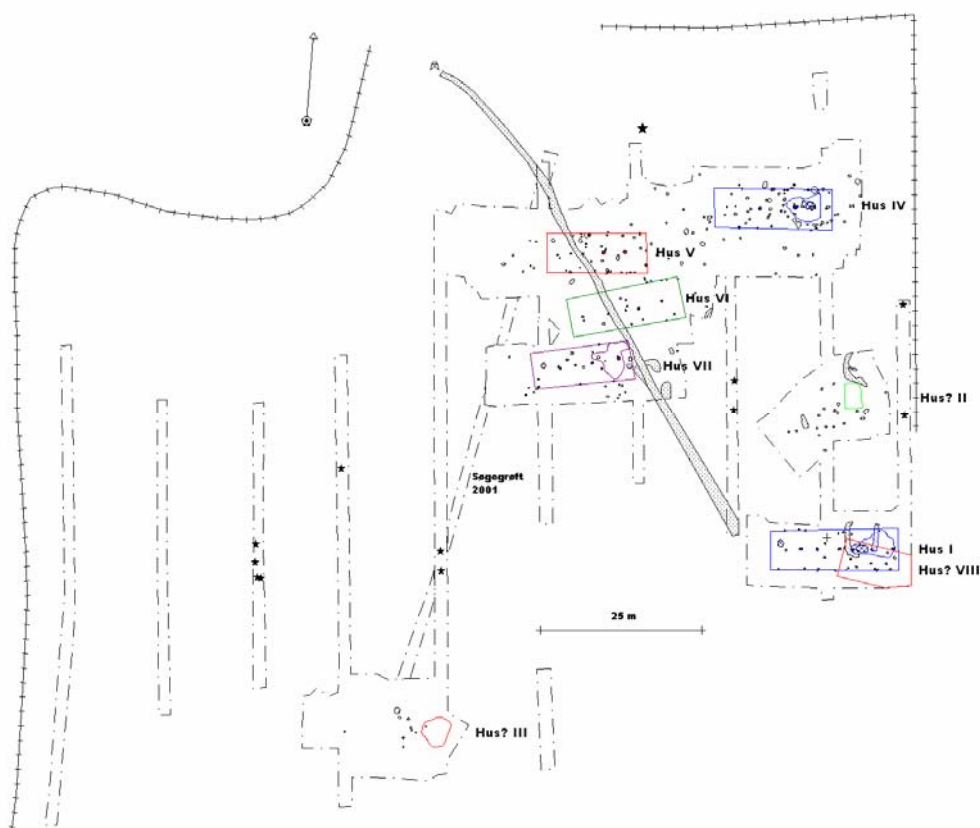 Hus IV
Hus V
Hus VI
Hus VII
Hus? II
Søgegrøft
2001
Hus I
Hus? VIII
25 m
Hus? III